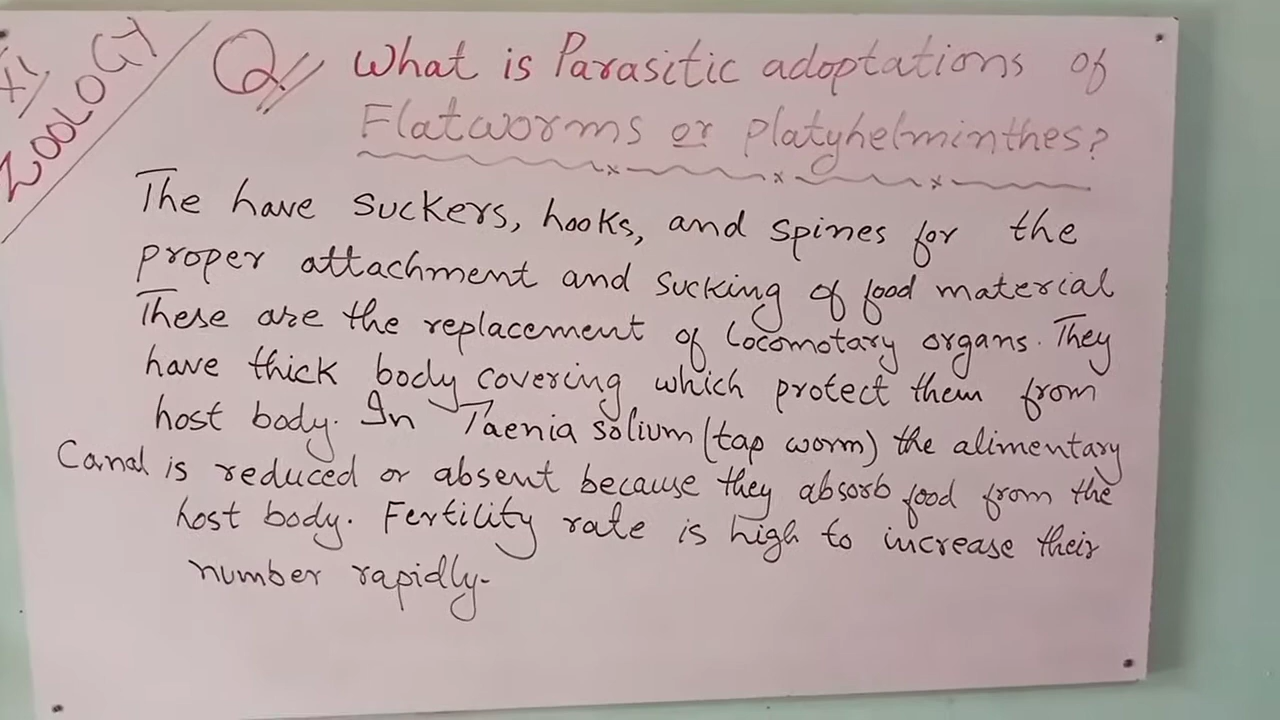 XI
ZOOLOGY
Q// What is Parasitic adoptations of
Flatworms or Platyhelminthes?
The have suckers, hooks, and spines for the
proper attachment and sucking of food material
These are the replacement of locomotary organs. They
have thick body covering which protect them from
host body. In Taenia solium (tap worm) the alimentary
Canal is reduced or absent because they absorb food from the
host body. Fertility rate is high to increase their
number rapidly-